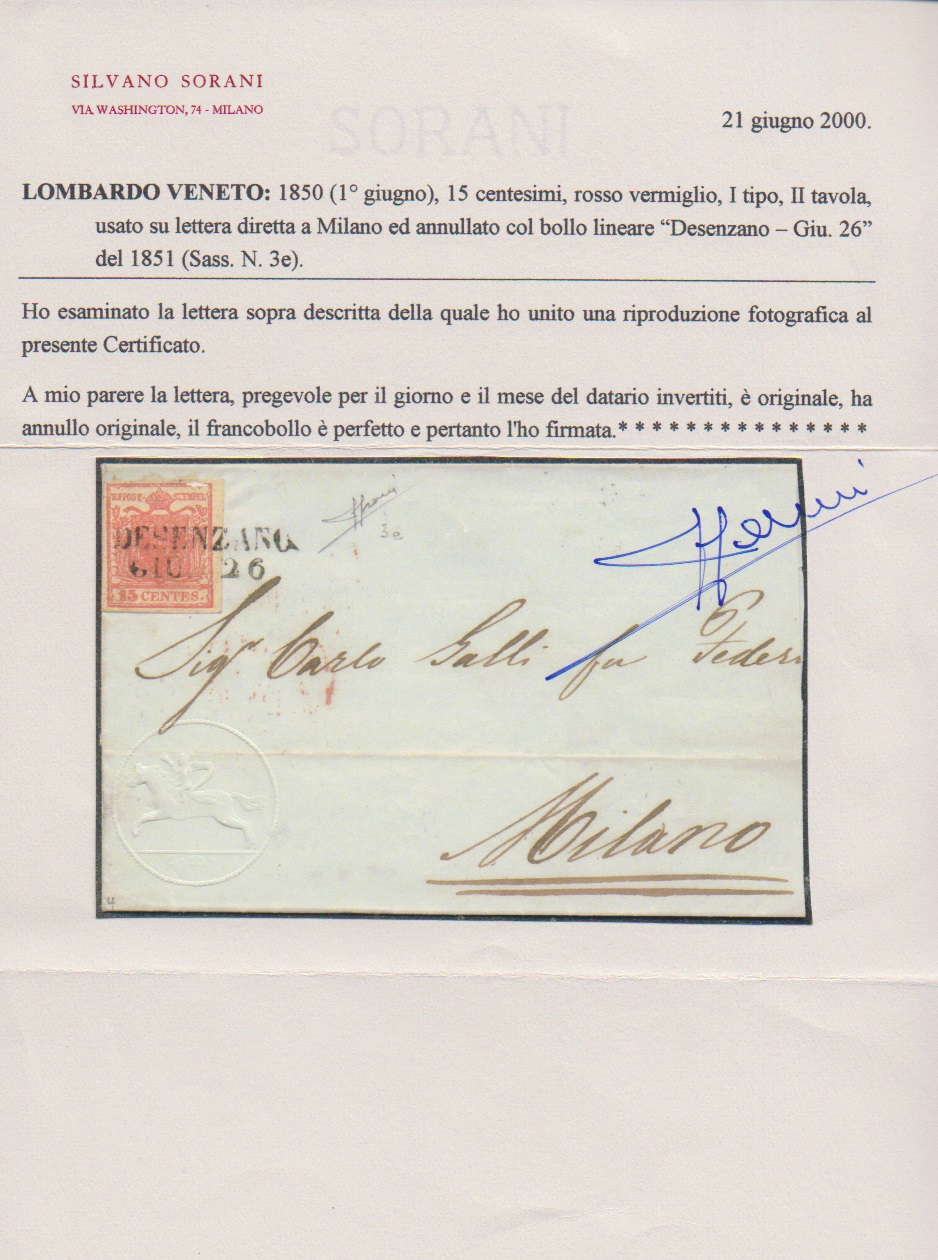 SILVANO SORANI
VIA WASHINGTON, 74 - MILANO
SORANI
21 giugno 2000.
LOMBARDO VENETO: 1850 (1° giugno), 15 centesimi, rosso vermiglio, I tipo, II tavola,
usato su lettera diretta a Milano ed annullato col bollo lineare “Desenzano – Giu. 26”
del 1851 (Sass. N. 3e).
Ho esaminato la lettera sopra descritta della quale ho unito una riproduzione fotografica al
presente Certificato.
A mio parere la lettera, pregevole per il giorno e il mese del datario invertiti, è originale, ha
annullo originale, il francobollo è perfetto e pertanto l'ho firmata.* * * * * * * * * * * * * * *
DESENZANO
GIU 26
15 CENTES.
3e
Sigr Carlo Galli fu Federi
Milano
4